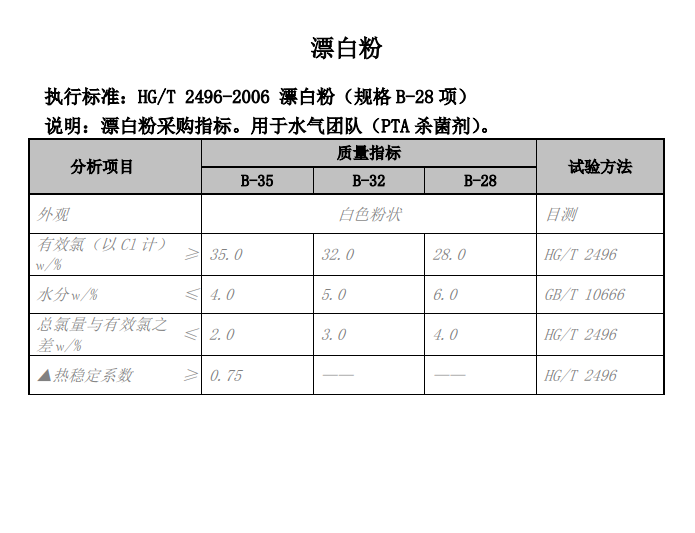 漂白粉
执行标准：HG/T 2496-2006 漂白粉（规格 B-28 项）
说明：漂白粉采购指标。用于水气团队（PTA 杀菌剂）。
分析项目 质量指标 试验方法
B-35 B-32 B-28
外观 白色粉状 目测
有效氯（以 Cl 计） w/% ≥ 35.0 32.0 28.0 HG/T 2496
水分 w/% ≤ 4.0 5.0 6.0 GB/T 10666
总氯量与有效氯之差 w/% ≤ 2.0 3.0 4.0 HG/T 2496
▲热稳定系数 ≥ 0.75 —— —— HG/T 2496